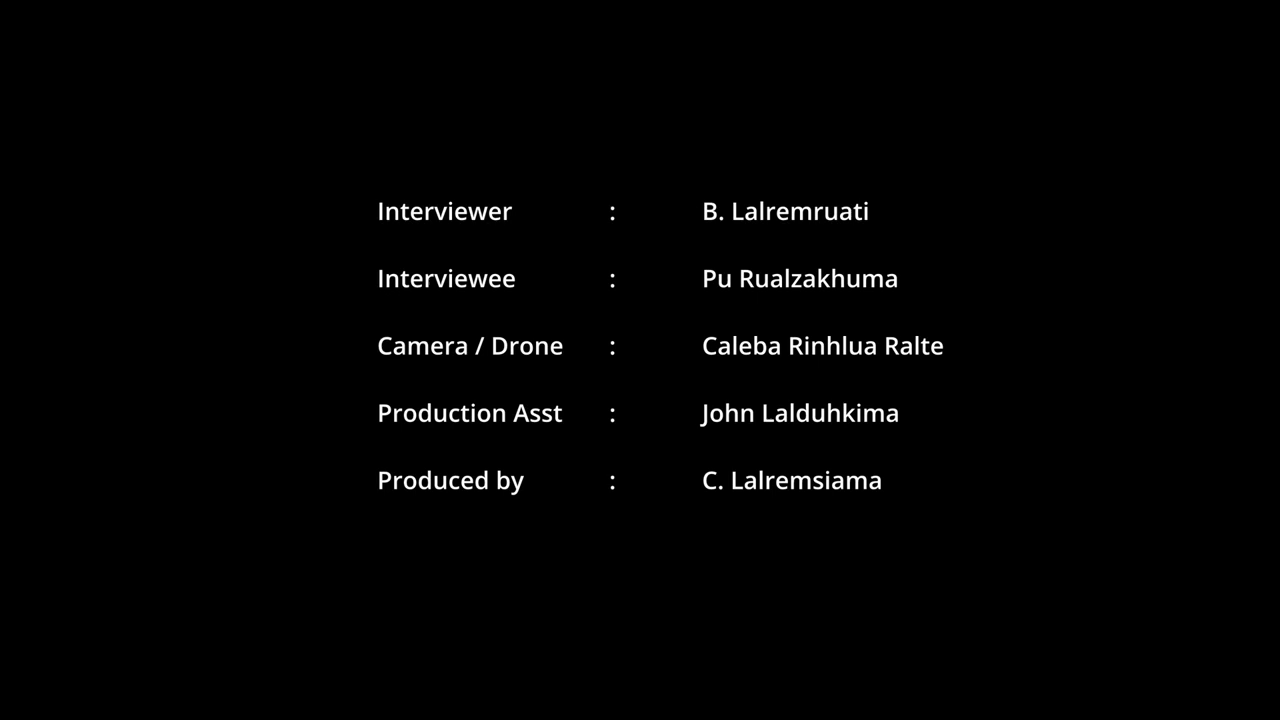 Interviewer : B. Lalremruati
Interviewee : Pu Rualzakhuma
Camera / Drone : Caleba Rinhlua Ralte
Production Asst : John Lalduhkima
Produced by : C. Lalremsiama